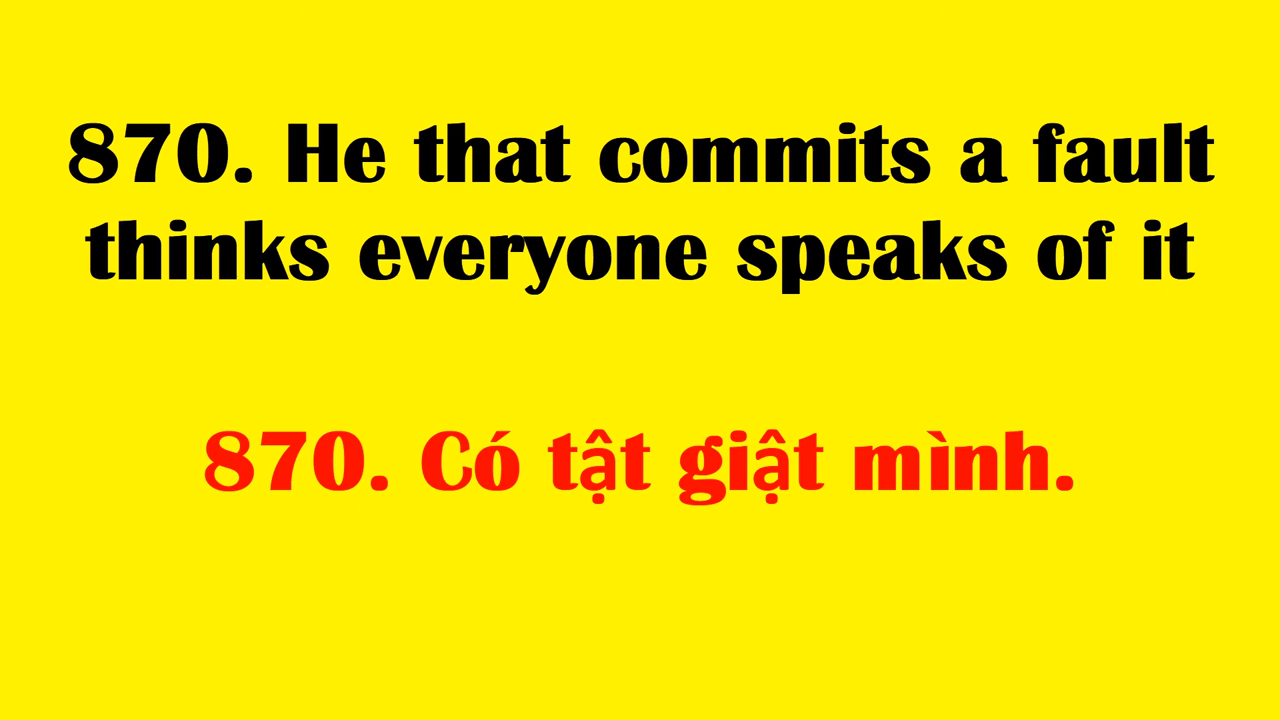 870. He that commits a fault
thinks everyone speaks of it
870. Có tật giật mình.